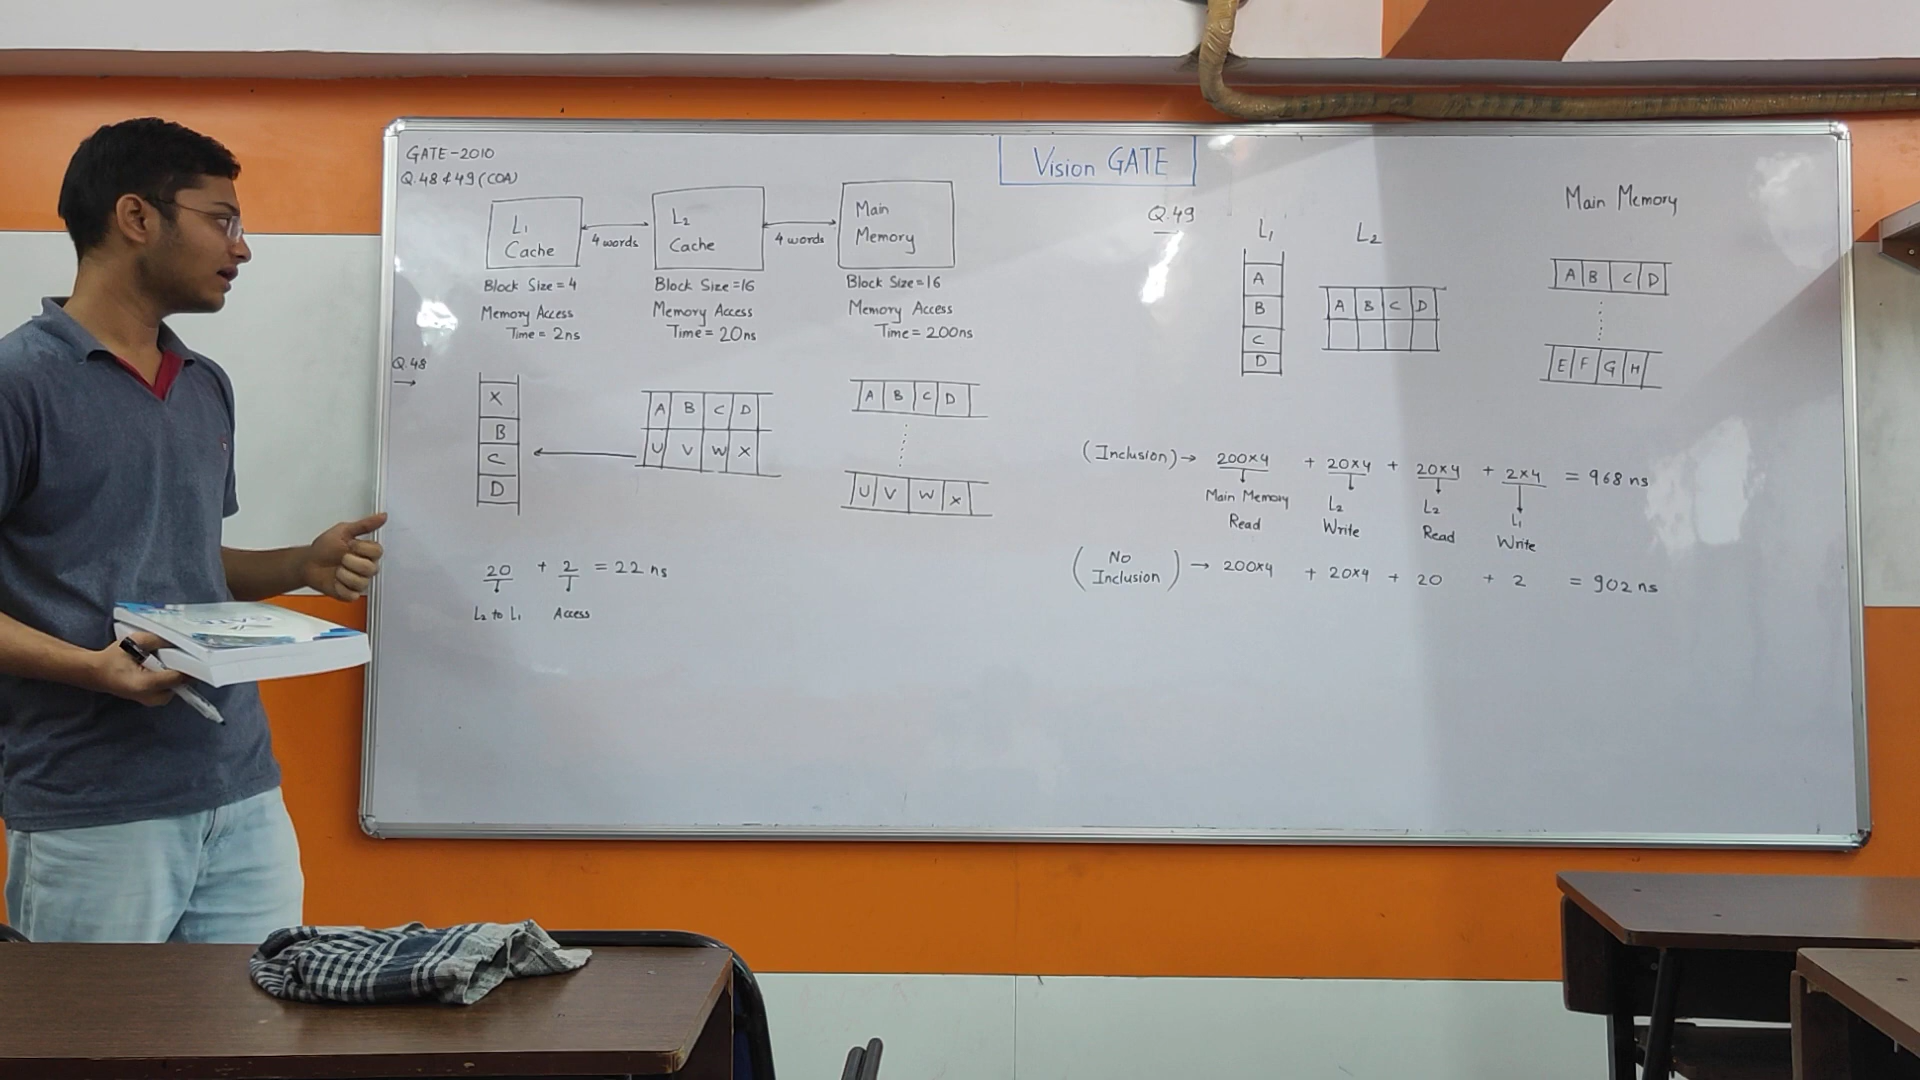 GATE-2010
Q.48 & 49 (COA)
Vision GATE
L1
Cache
4 words
L2
Cache
4 words
Main
Memory
Block Size = 4
Block Size = 16
Block Size = 16
Memory Access
Time = 2ns
Memory Access
Time = 20ns
Memory Access
Time = 200ns
Q.48
X
B
C
D
A B C D
U V W X
A B C D
U V W X
20 + 2 = 22 ns
L2 to L1 Access
Q.49
L1
L2
Main Memory
A
B
C
D
A B C D
A B C D
E F G H
(Inclusion) → 200×4 + 20×4 + 20×4 + 2×4 = 968 ns
Main Memory
Read
L2
Write
L2
Read
L1
Write
(No
Inclusion) → 200×4 + 20×4 + 20 + 2 = 902 ns